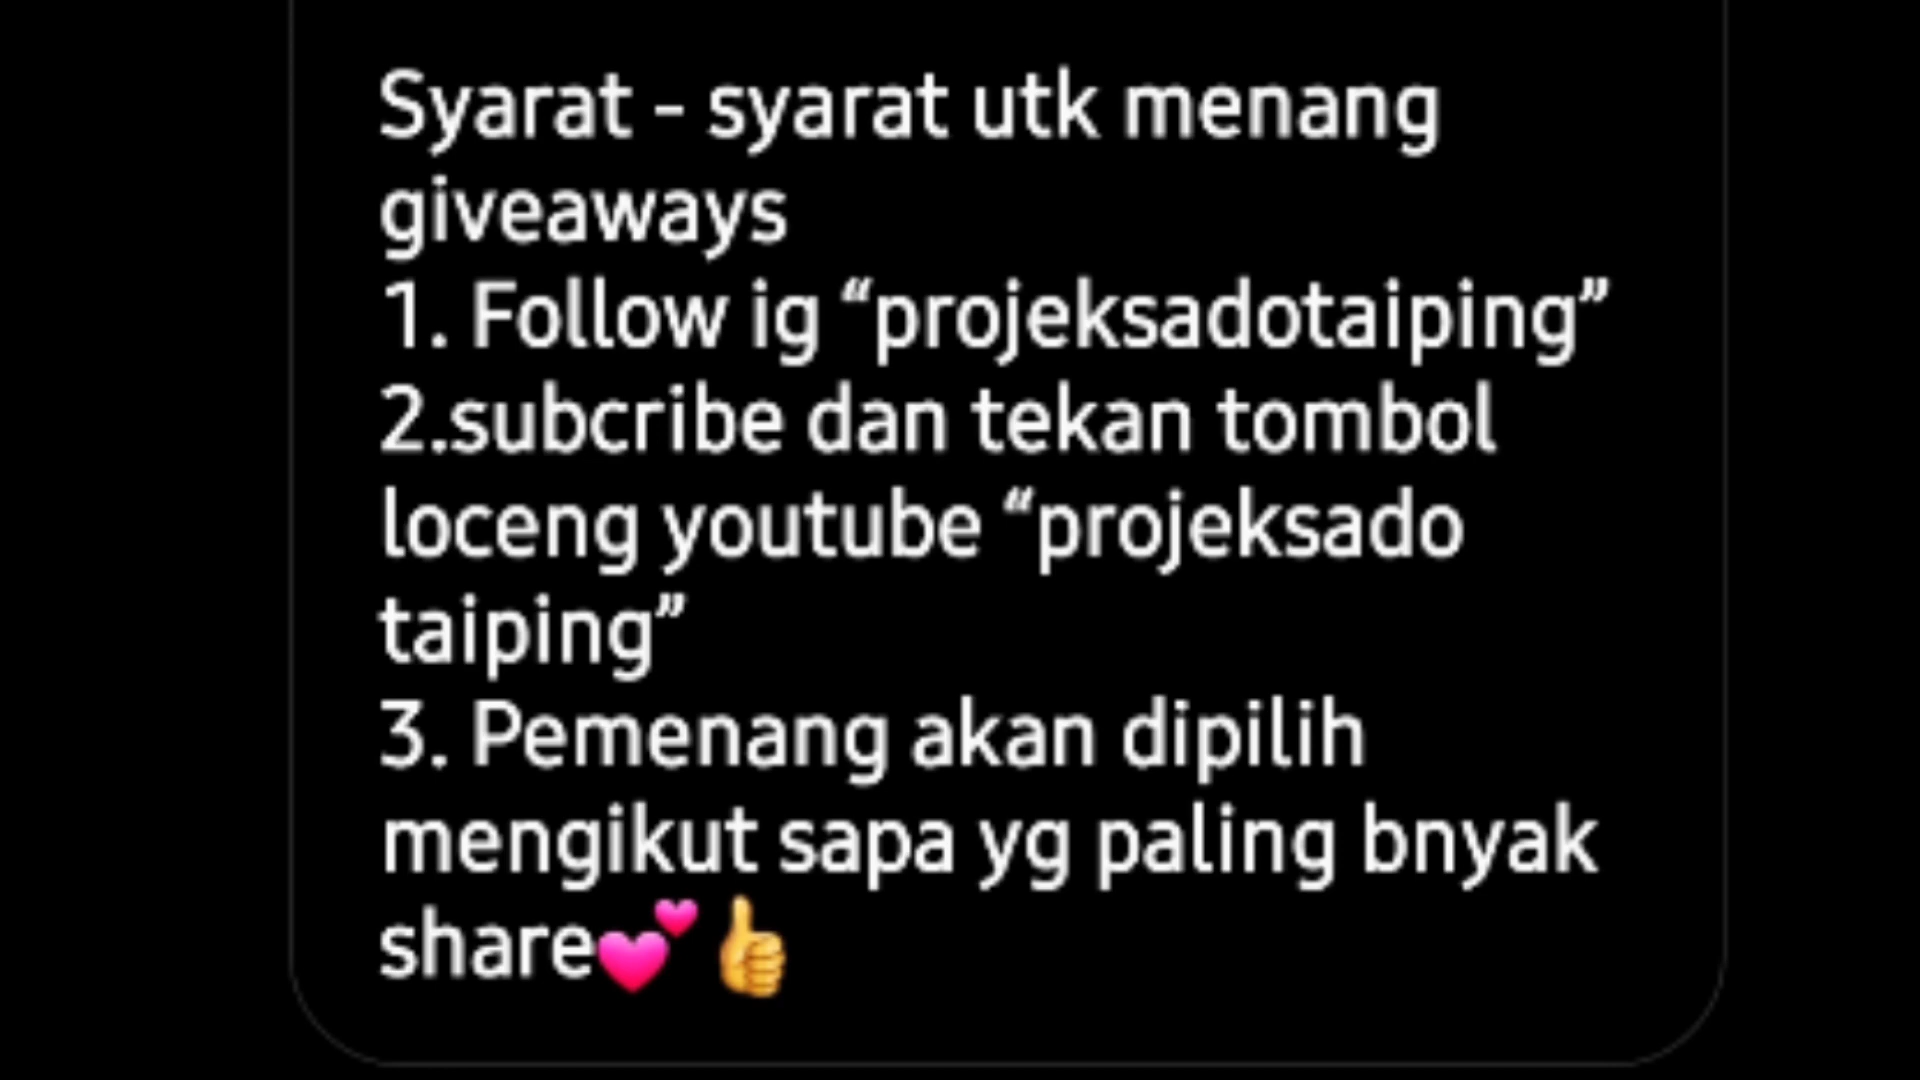 Syarat - syarat utk menang
giveaways
1. Follow ig “projeksadotaiping”
2.subcribe dan tekan tombol
loceng youtube “projeksado
taiping”
3. Pemenang akan dipilih
mengikut sapa yg paling bnyak
share💕👍